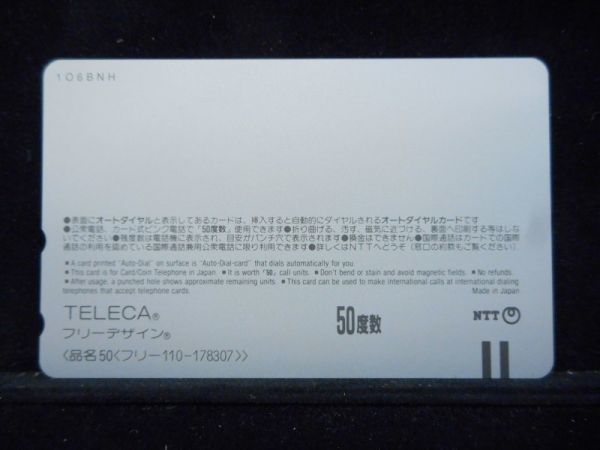 106BNH
●表面にオートダイヤルと表示してあるカードは、挿入すると自動的にダイヤルされるオートダイヤルカードです
●公衆電話、カード式ピンク電話で「50度数」使用できます●折り曲げる、汚す、磁気に近づける、裏面へ印刷する等はしな
いでください●残度数は電話機に表示され、目安がパンチ穴で表示されます●換金はできません●国際通話はカードでの国際
通話の利用を認めている国際通話兼用公衆電話に限り利用できます●詳しくはNTTへどうぞ（窓口の約款もご覧ください）
■A card printed "Auto-Dial" on surface is "Auto-Dial-card" that dials automatically for you.
■This card is for Card/Coin Telephone in Japan. ■It is worth「50」call units. ■Don't bend or stain and avoid magnetic fields. ■No refunds.
■After usage, a punched hole shows approximate remaining units. ■This card can be used to make international calls at international dialing
telephones that accept telephone cards. Made in Japan
TELECA®
フリーデザイン®
50度数
NTT
〈品名50〈フリー110-178307〉〉